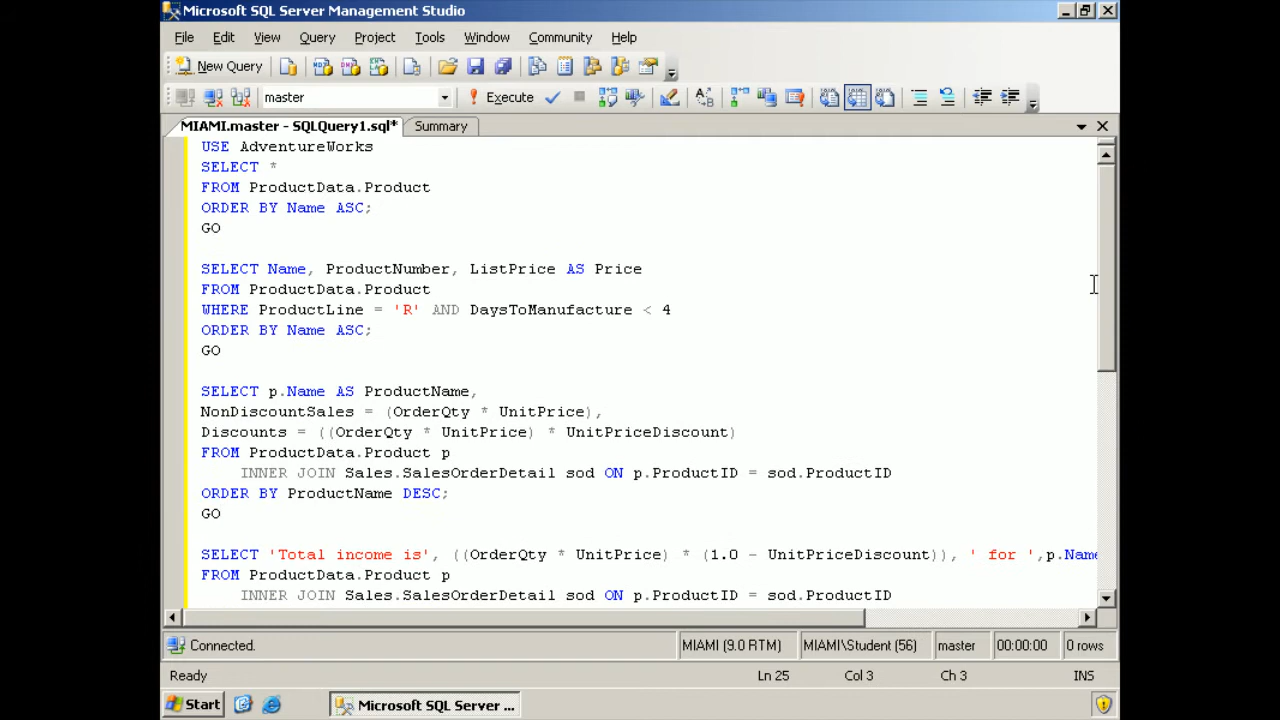 Microsoft SQL Server Management Studio
File Edit View Query Project Tools Window Community Help
New Query
master Execute
MIAMI.master - SQLQuery1.sql* Summary
USE AdventureWorks
SELECT *
FROM ProductData.Product
ORDER BY Name ASC;
GO
SELECT Name, ProductNumber, ListPrice AS Price
FROM ProductData.Product
WHERE ProductLine = 'R' AND DaysToManufacture < 4
ORDER BY Name ASC;
GO
SELECT p.Name AS ProductName,
NonDiscountSales = (OrderQty * UnitPrice),
Discounts = ((OrderQty * UnitPrice) * UnitPriceDiscount)
FROM ProductData.Product p
INNER JOIN Sales.SalesOrderDetail sod ON p.ProductID = sod.ProductID
ORDER BY ProductName DESC;
GO
SELECT 'Total income is', ((OrderQty * UnitPrice) * (1.0 - UnitPriceDiscount)), ' for ',p.Name
FROM ProductData.Product p
INNER JOIN Sales.SalesOrderDetail sod ON p.ProductID = sod.ProductID
Connected. MIAMI (9.0 RTM) MIAMI\Student (56) master 00:00:00 0 rows
Ready Ln 25 Col 3 Ch 3 INS
Start Microsoft SQL Server ...